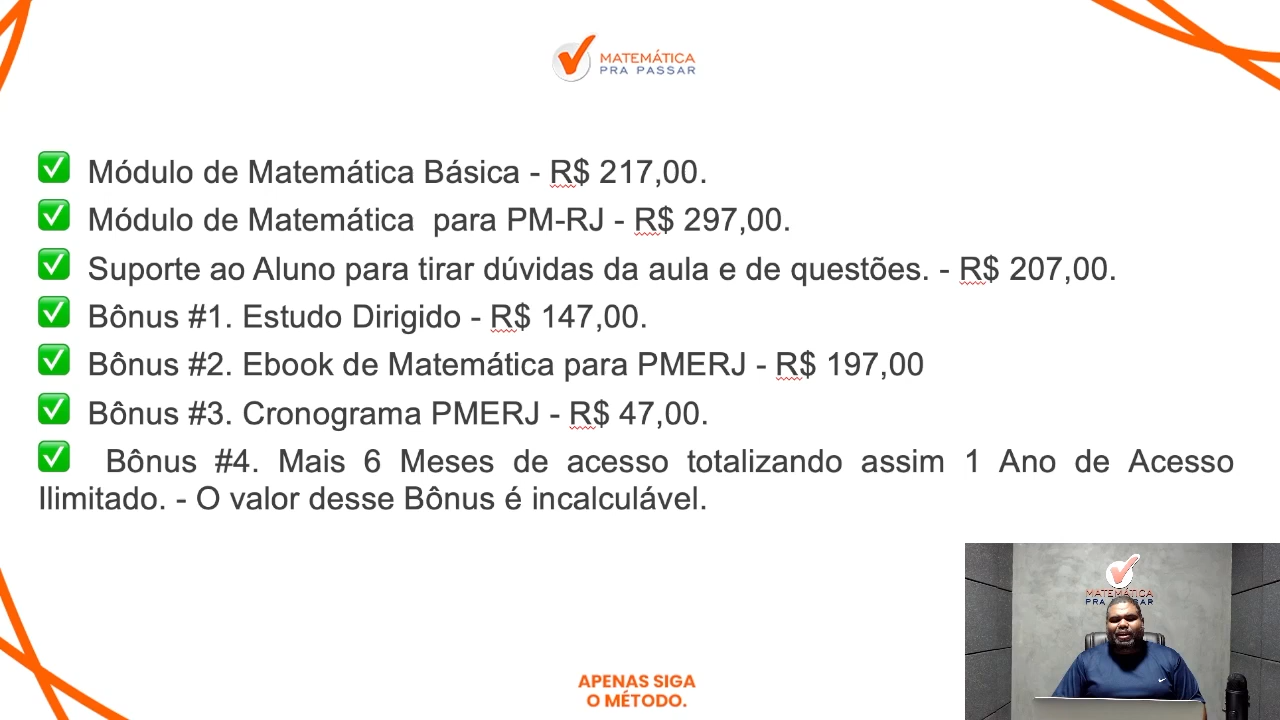 MATEMÁTICA
PRA PASSAR
✅ Módulo de Matemática Básica - R$ 217,00.
✅ Módulo de Matemática  para PM-RJ - R$ 297,00.
✅ Suporte ao Aluno para tirar dúvidas da aula e de questões. - R$ 207,00.
✅ Bônus #1. Estudo Dirigido - R$ 147,00.
✅ Bônus #2. Ebook de Matemática para PMERJ - R$ 197,00
✅ Bônus #3. Cronograma PMERJ - R$ 47,00.
✅ Bônus #4. Mais 6 Meses de acesso totalizando assim 1 Ano de Acesso
Ilimitado. - O valor desse Bônus é incalculável.
MATEMÁTICA
PRA PASSAR
APENAS SIGA
O MÉTODO.